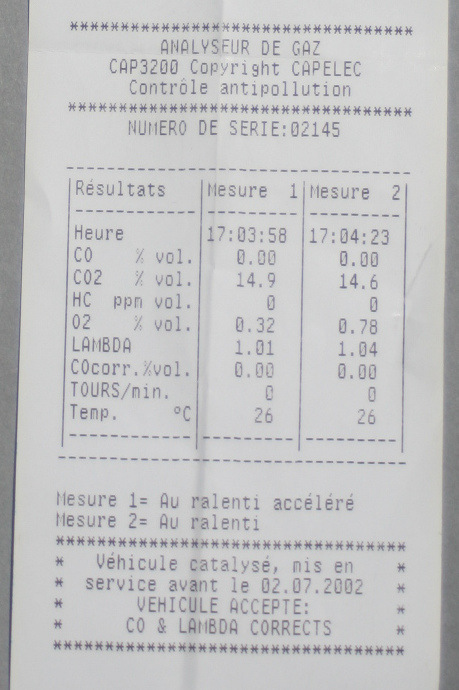 **********************************
ANALYSEUR DE GAZ
CAP3200 Copyright CAPELEC
Contrôle antipollution
**********************************
NUMERO DE SERIE:02145
Résultats Mesure 1 Mesure 2
Heure 17:03:58 17:04:23
CO % vol. 0.00 0.00
CO2 % vol. 14.9 14.6
HC ppm vol. 0 0
O2 % vol. 0.32 0.78
LAMBDA 1.01 1.04
COcorr.%vol. 0.00 0.00
TOURS/min. 0 0
Temp. °C 26 26
Mesure 1= Au ralenti accéléré
Mesure 2= Au ralenti
***********************************
* Véhicule catalysé, mis en *
* service avant le 02.07.2002 *
* VEHICULE ACCEPTE: *
* CO & LAMBDA CORRECTS *
***********************************